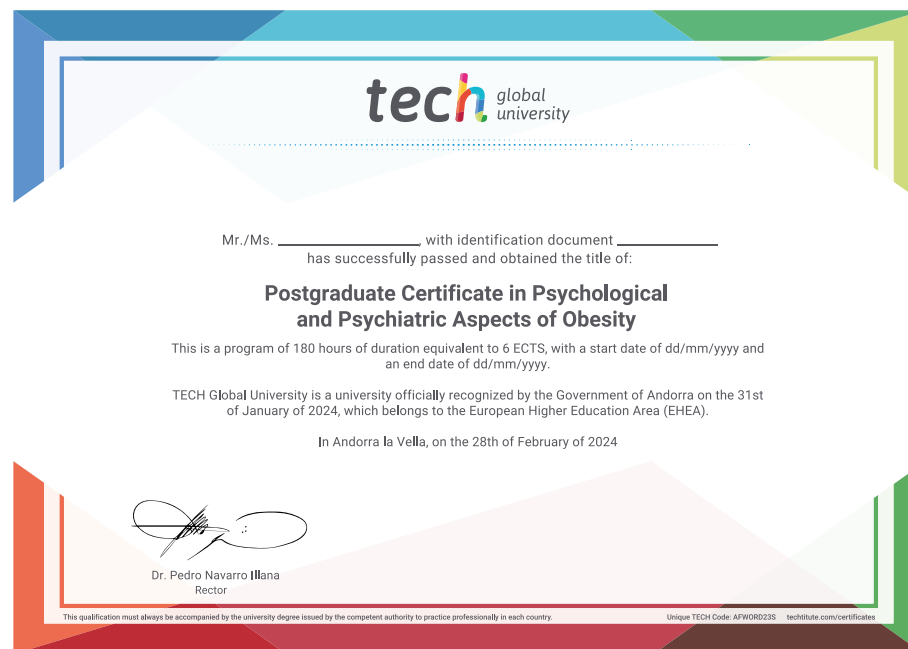 tech global university
Mr./Ms. ____________________, with identification document ______________
has successfully passed and obtained the title of:
Postgraduate Certificate in Psychological
and Psychiatric Aspects of Obesity
This is a program of 180 hours of duration equivalent to 6 ECTS, with a start date of dd/mm/yyyy and
an end date of dd/mm/yyyy.
TECH Global University is a university officially recognized by the Government of Andorra on the 31st
of January of 2024, which belongs to the European Higher Education Area (EHEA).
In Andorra la Vella, on the 28th of February of 2024
Dr. Pedro Navarro Illana
Rector
This qualification must always be accompanied by the university degree issued by the competent authority to practice professionally in each country.
Unique TECH Code: AFWORD23S techtitute.com/certificates